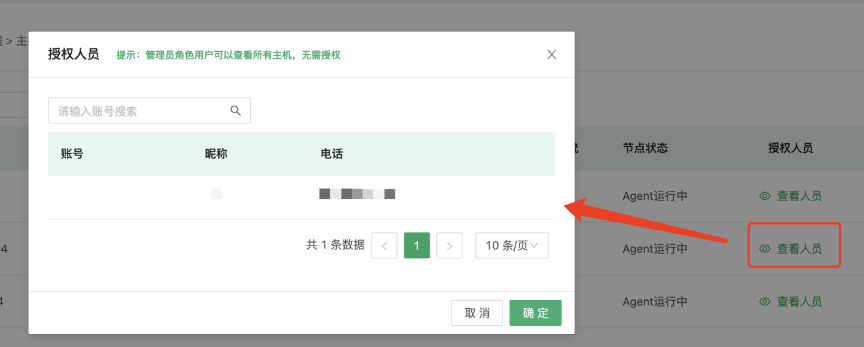 理 > 主
授权人员 提示：管理员角色用户可以查看所有主机，无需授权
请输入账号搜索
账号 昵称 电话
节点状态 授权人员
Agent运行中 查看人员
04 Agent运行中 查看人员
共 1 条数据 < 1 > 10 条/页
4 Agent运行中 查看人员
取 消 确 定